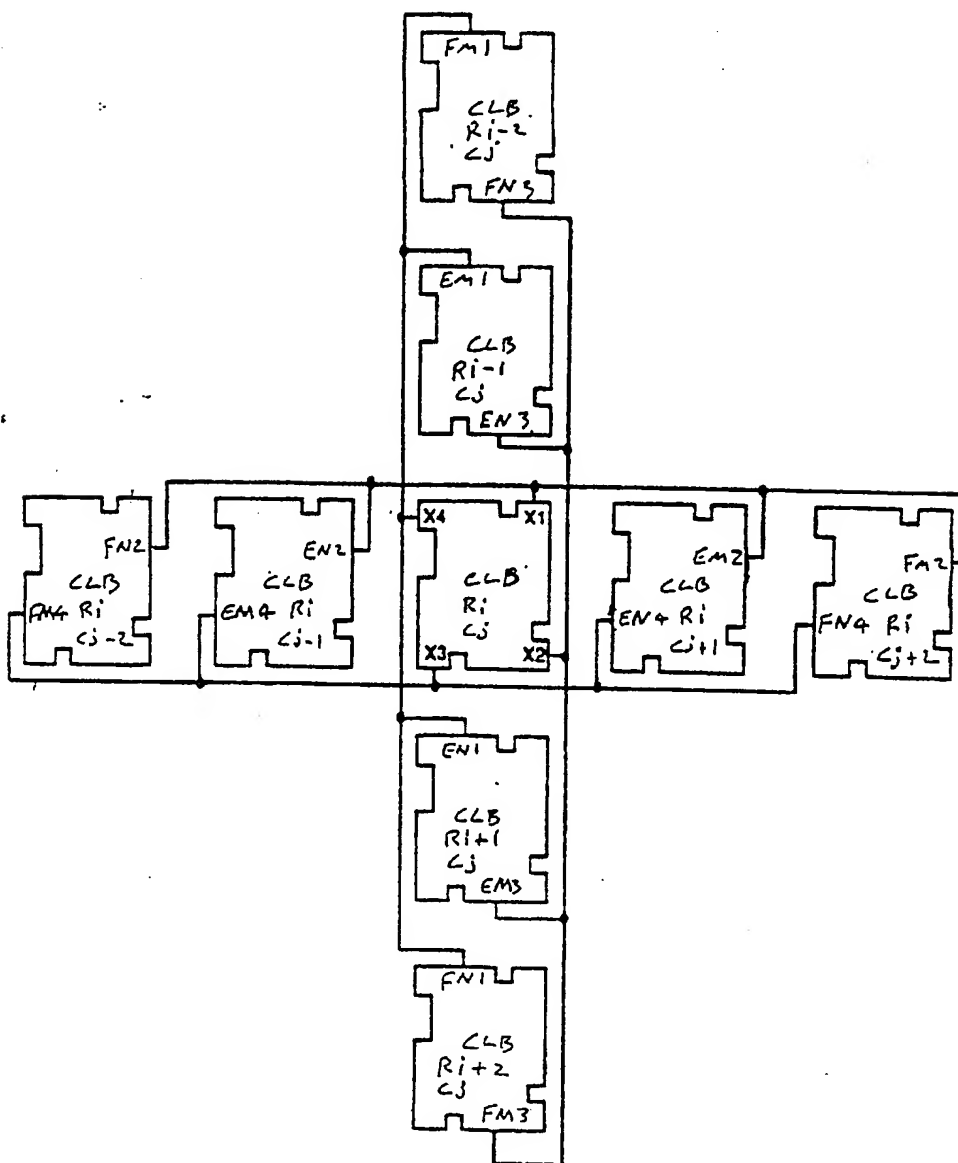 FM1
CLB
Ri-2
Cj
FN3
EM1
CLB
Ri-1
Cj
EN3
FN2
CLB
FM4 Ri
Cj-2
EN2
CLB
EM4 Ri
Cj-1
X4 X1
CLB
Ri
Cj
X3 X2
EM2
CLB
EN4 Ri
Cj+1
FM2
CLB
FN4 Ri
Cj+2
EN1
CLB
Ri+1
Cj
EM3
FN1
CLB
Ri+2
Cj
FM3